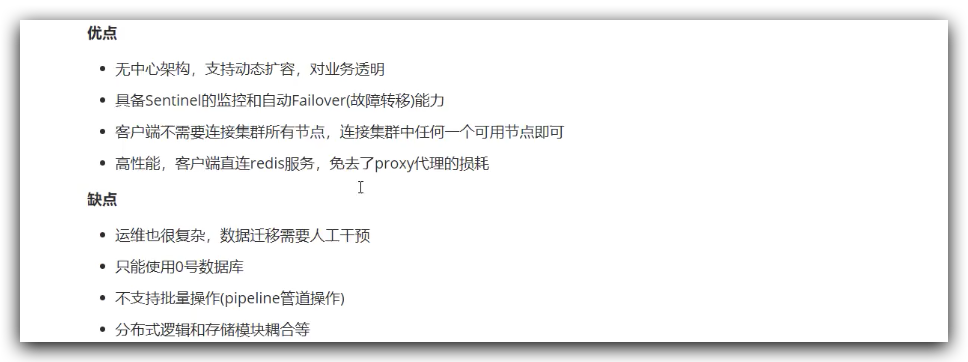 优点
无中心架构，支持动态扩容，对业务透明
具备Sentinel的监控和自动Failover(故障转移)能力
客户端不需要连接集群所有节点，连接集群中任何一个可用节点即可
高性能，客户端直连redis服务，免去了proxy代理的损耗
缺点
运维也很复杂，数据迁移需要人工干预
只能使用0号数据库
不支持批量操作(pipeline管道操作)
分布式逻辑和存储模块耦合等